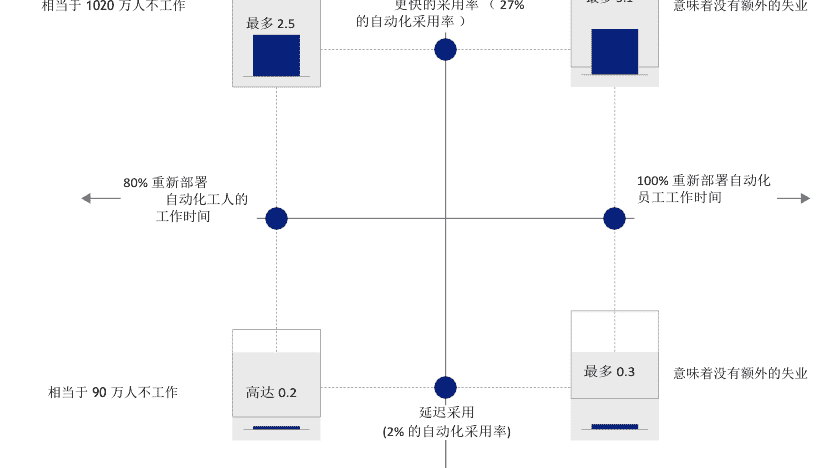 相当于 1020 万人不工作
最多 2.5
更快的采用率 （ 27%
的自动化采用率 ）
最多 3.1
意味着没有额外的失业
80% 重新部署
自动化工人的
工作时间
100% 重新部署自动化
员工工作时间
相当于 90 万人不工作
高达 0.2
延迟采用
(2% 的自动化采用率)
最多 0.3
意味着没有额外的失业